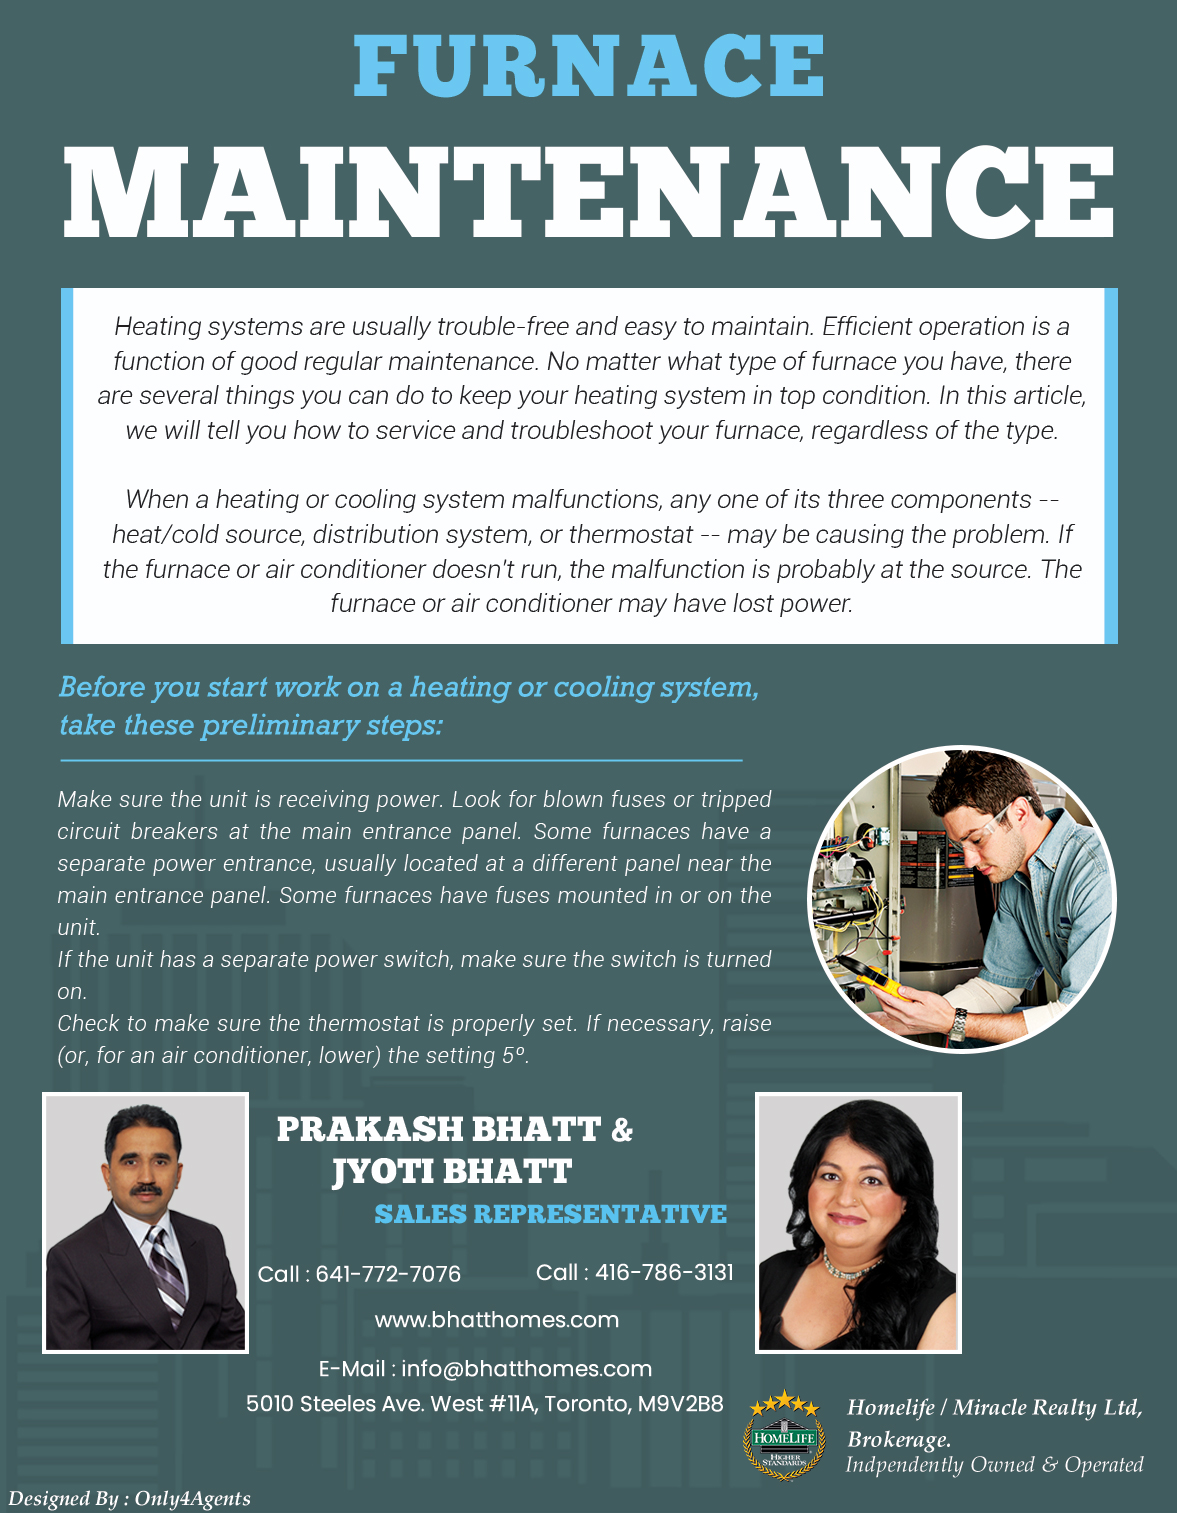 FURNACE
MAINTENANCE
Heating systems are usually trouble-free and easy to maintain. Efficient operation is a
function of good regular maintenance. No matter what type of furnace you have, there
are several things you can do to keep your heating system in top condition. In this article,
we will tell you how to service and troubleshoot your furnace, regardless of the type.
When a heating or cooling system malfunctions, any one of its three components --
heat/cold source, distribution system, or thermostat -- may be causing the problem. If
the furnace or air conditioner doesn't run, the malfunction is probably at the source. The
furnace or air conditioner may have lost power.
Before you start work on a heating or cooling system,
take these preliminary steps:
Make sure the unit is receiving power. Look for blown fuses or tripped
circuit breakers at the main entrance panel. Some furnaces have a
separate power entrance, usually located at a different panel near the
main entrance panel. Some furnaces have fuses mounted in or on the
unit.
If the unit has a separate power switch, make sure the switch is turned
on.
Check to make sure the thermostat is properly set. If necessary, raise
(or, for an air conditioner, lower) the setting 5º.
PRAKASH BHATT &
JYOTI BHATT
SALES REPRESENTATIVE
Call : 641-772-7076
Call : 416-786-3131
www.bhatthomes.com
E-Mail : info@bhatthomes.com
5010 Steeles Ave. West #11A, Toronto, M9V2B8
HOMELIFE
HIGHER
STANDARDS
Homelife / Miracle Realty Ltd,
Brokerage.
Indpendently Owned & Operated
Designed By : Only4Agents